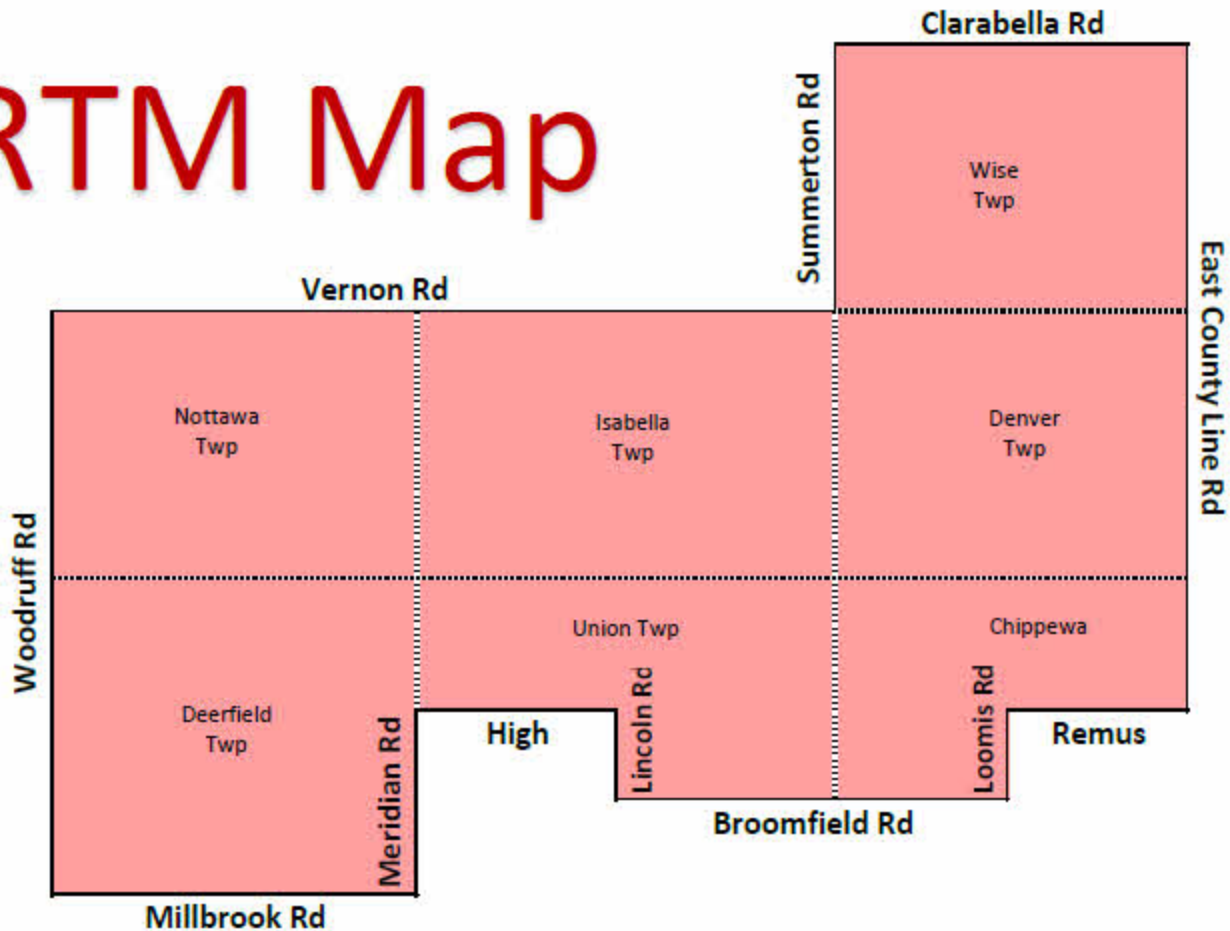 Clarabella Rd
RTM Map
Summerton Rd
Wise
Twp
East County Line Rd
Vernon Rd
Nottawa
Twp
Isabella
Twp
Denver
Twp
Woodruff Rd
Union Twp
Chippewa
Deerfield
Twp
Meridian Rd
High
Lincoln Rd
Loomis Rd
Remus
Broomfield Rd
Millbrook Rd